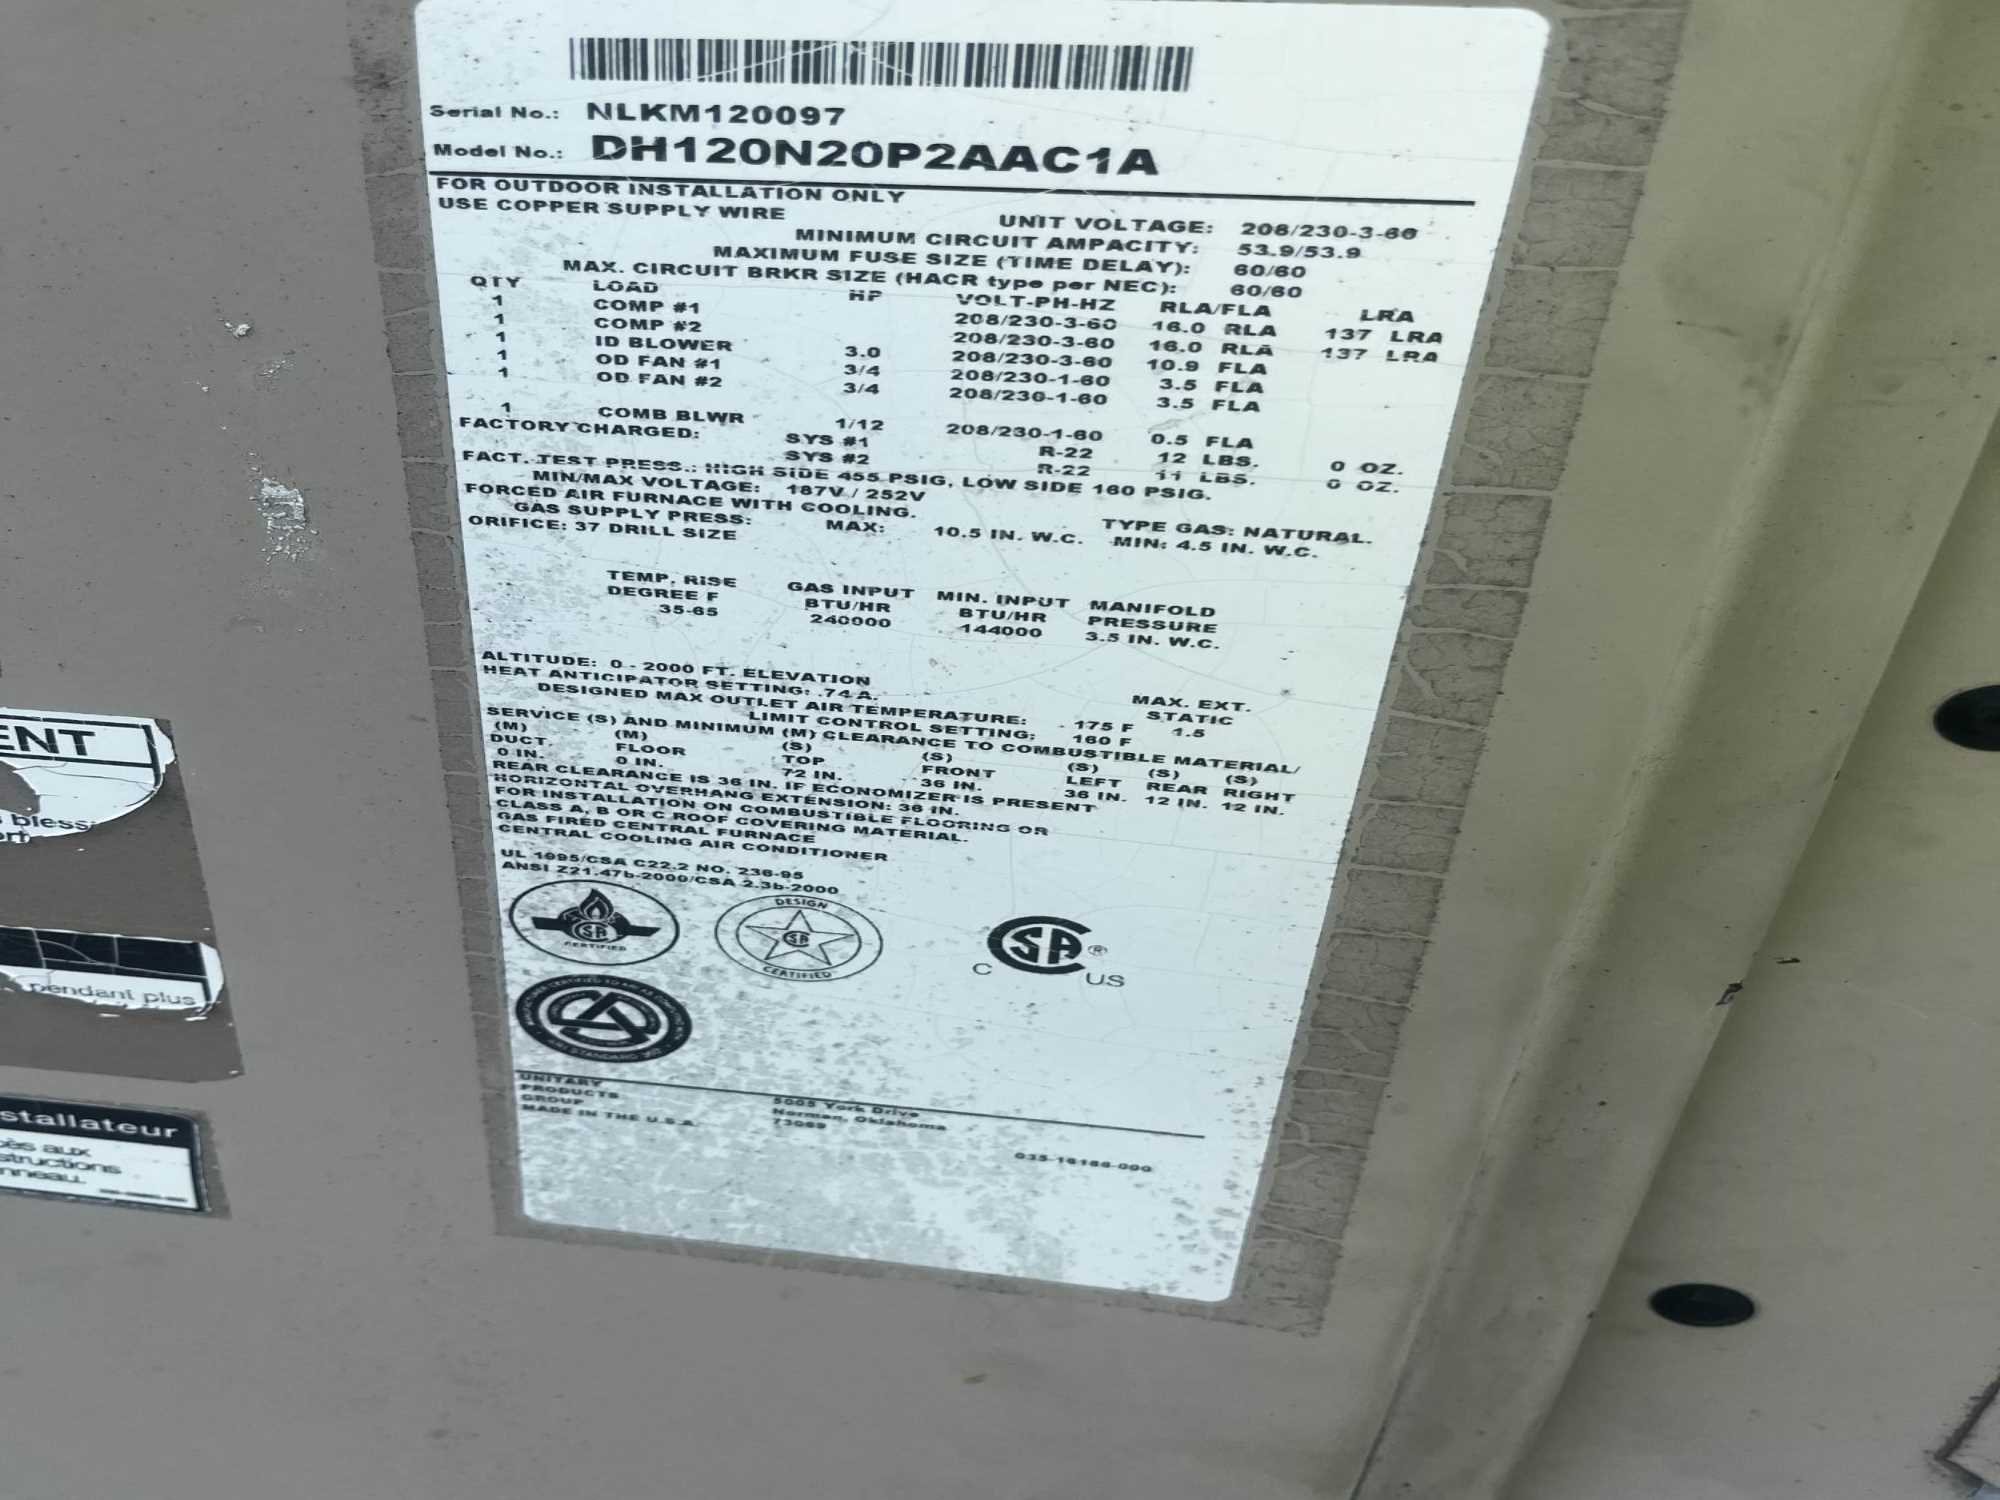 Serial No.: NLKM120097
Model No.: DH120N20P2AAC1A
FOR OUTDOOR INSTALLATION ONLY
USE COPPER SUPPLY WIRE
UNIT VOLTAGE: 208/230-3-60
MINIMUM CIRCUIT AMPACITY: 53.9/53.9
MAXIMUM FUSE SIZE (TIME DELAY): 60/60
MAX. CIRCUIT BRKR SIZE (HACR type per NEC): 60/60
QTY LOAD HP VOLT-PH-HZ RLA/FLA LRA
1 COMP #1 208/230-3-60 16.0 RLA 137 LRA
1 COMP #2 208/230-3-60 16.0 RLA 137 LRA
1 ID BLOWER 3.0 208/230-3-60 10.9 FLA
1 OD FAN #1 3/4 208/230-1-60 3.5 FLA
1 OD FAN #2 3/4 208/230-1-60 3.5 FLA
1 COMB BLWR 1/12 208/230-1-60 0.5 FLA
FACTORY CHARGED: SYS #1 R-22 12 LBS. 0 OZ.
SYS #2 R-22 11 LBS. 0 OZ.
FACT. TEST PRESS.: HIGH SIDE 455 PSIG, LOW SIDE 160 PSIG.
MIN/MAX VOLTAGE: 187V / 252V
FORCED AIR FURNACE WITH COOLING. TYPE GAS: NATURAL.
GAS SUPPLY PRESS: MAX: 10.5 IN. W.C. MIN: 4.5 IN. W.C.
ORIFICE: 37 DRILL SIZE
TEMP. RISE GAS INPUT MIN. INPUT MANIFOLD
DEGREE F BTU/HR BTU/HR PRESSURE
35-65 240000 144000 3.5 IN. W.C.
ALTITUDE: 0 - 2000 FT. ELEVATION
HEAT ANTICIPATOR SETTING: .74 A. MAX. EXT.
DESIGNED MAX OUTLET AIR TEMPERATURE: 175 F STATIC
LIMIT CONTROL SETTING: 160 F 1.5
SERVICE (S) AND MINIMUM (M) CLEARANCE TO COMBUSTIBLE MATERIAL/
(M) (M) (S) (S) (S) (S) (S)
DUCT. FLOOR TOP FRONT LEFT REAR RIGHT
0 IN. 0 IN. 72 IN. 36 IN. 36 IN. 12 IN. 12 IN.
REAR CLEARANCE IS 36 IN. IF ECONOMIZER IS PRESENT
HORIZONTAL OVERHANG EXTENSION: 36 IN.
FOR INSTALLATION ON COMBUSTIBLE FLOORING OR
CLASS A, B OR C ROOF COVERING MATERIAL.
GAS FIRED CENTRAL FURNACE
CENTRAL COOLING AIR CONDITIONER
UL 1995/CSA C22.2 NO. 236-95
ANSI Z21.47b-2000/CSA 2.3b-2000
CERTIFIED
DESIGN
CERTIFIED
C US
UNITARY
PRODUCTS
GROUP
MADE IN THE U.S.A.
5005 York Drive
Norman, Oklahoma
73069
035-16166-000
ENT
bless
ort
pendant plus
stallateur
cès aux
structions
nneau.